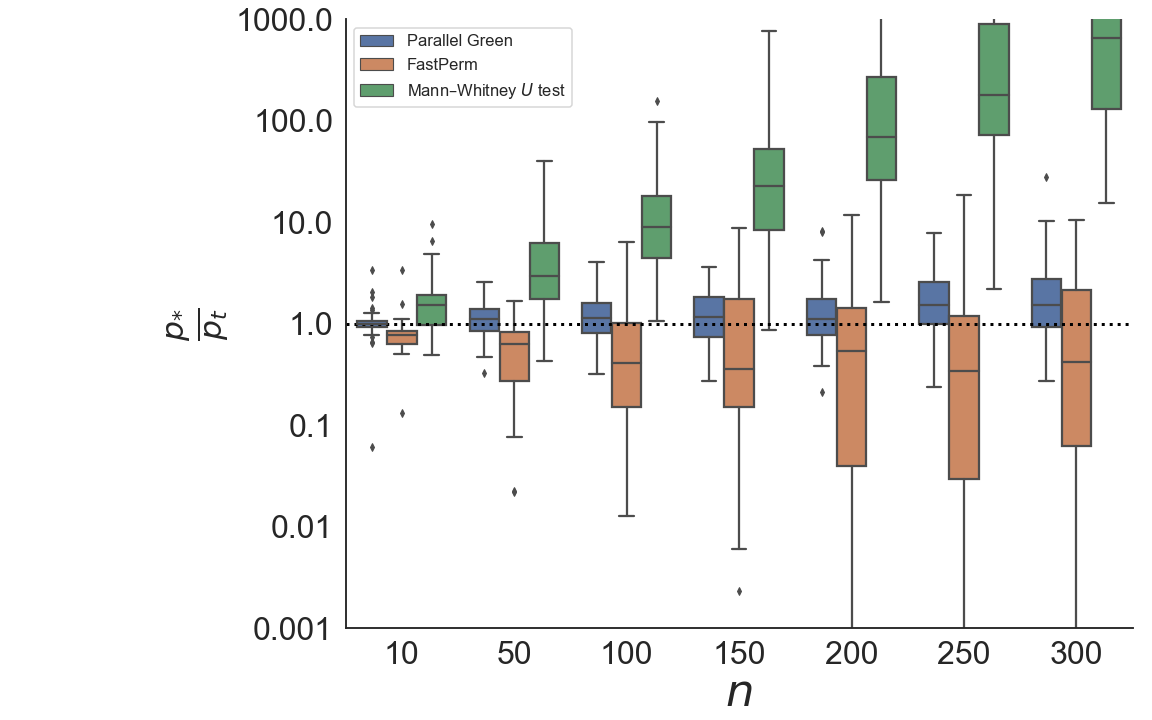 1000.0
100.0
10.0
1.0
0.1
0.01
0.001
p*
pt
Parallel Green
FastPerm
Mann–Whitney U test
10 50 100 150 200 250 300
n